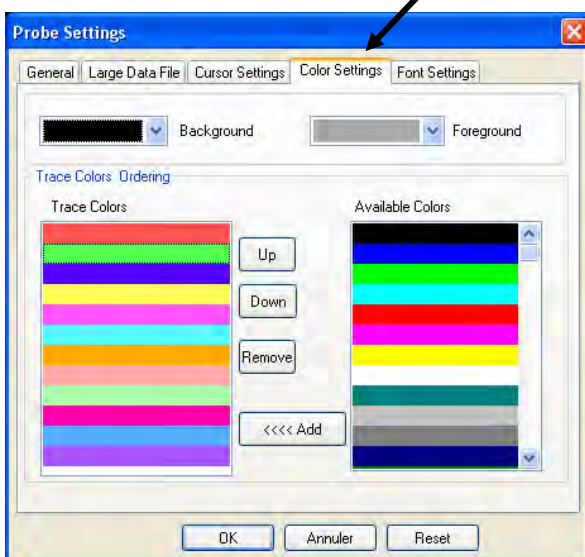 Probe Settings
General Large Data File Cursor Settings Color Settings Font Settings
Background Foreground
Trace Colors Ordering
Trace Colors Available Colors
Up
Down
Remove
<<<< Add
OK Annuler Reset